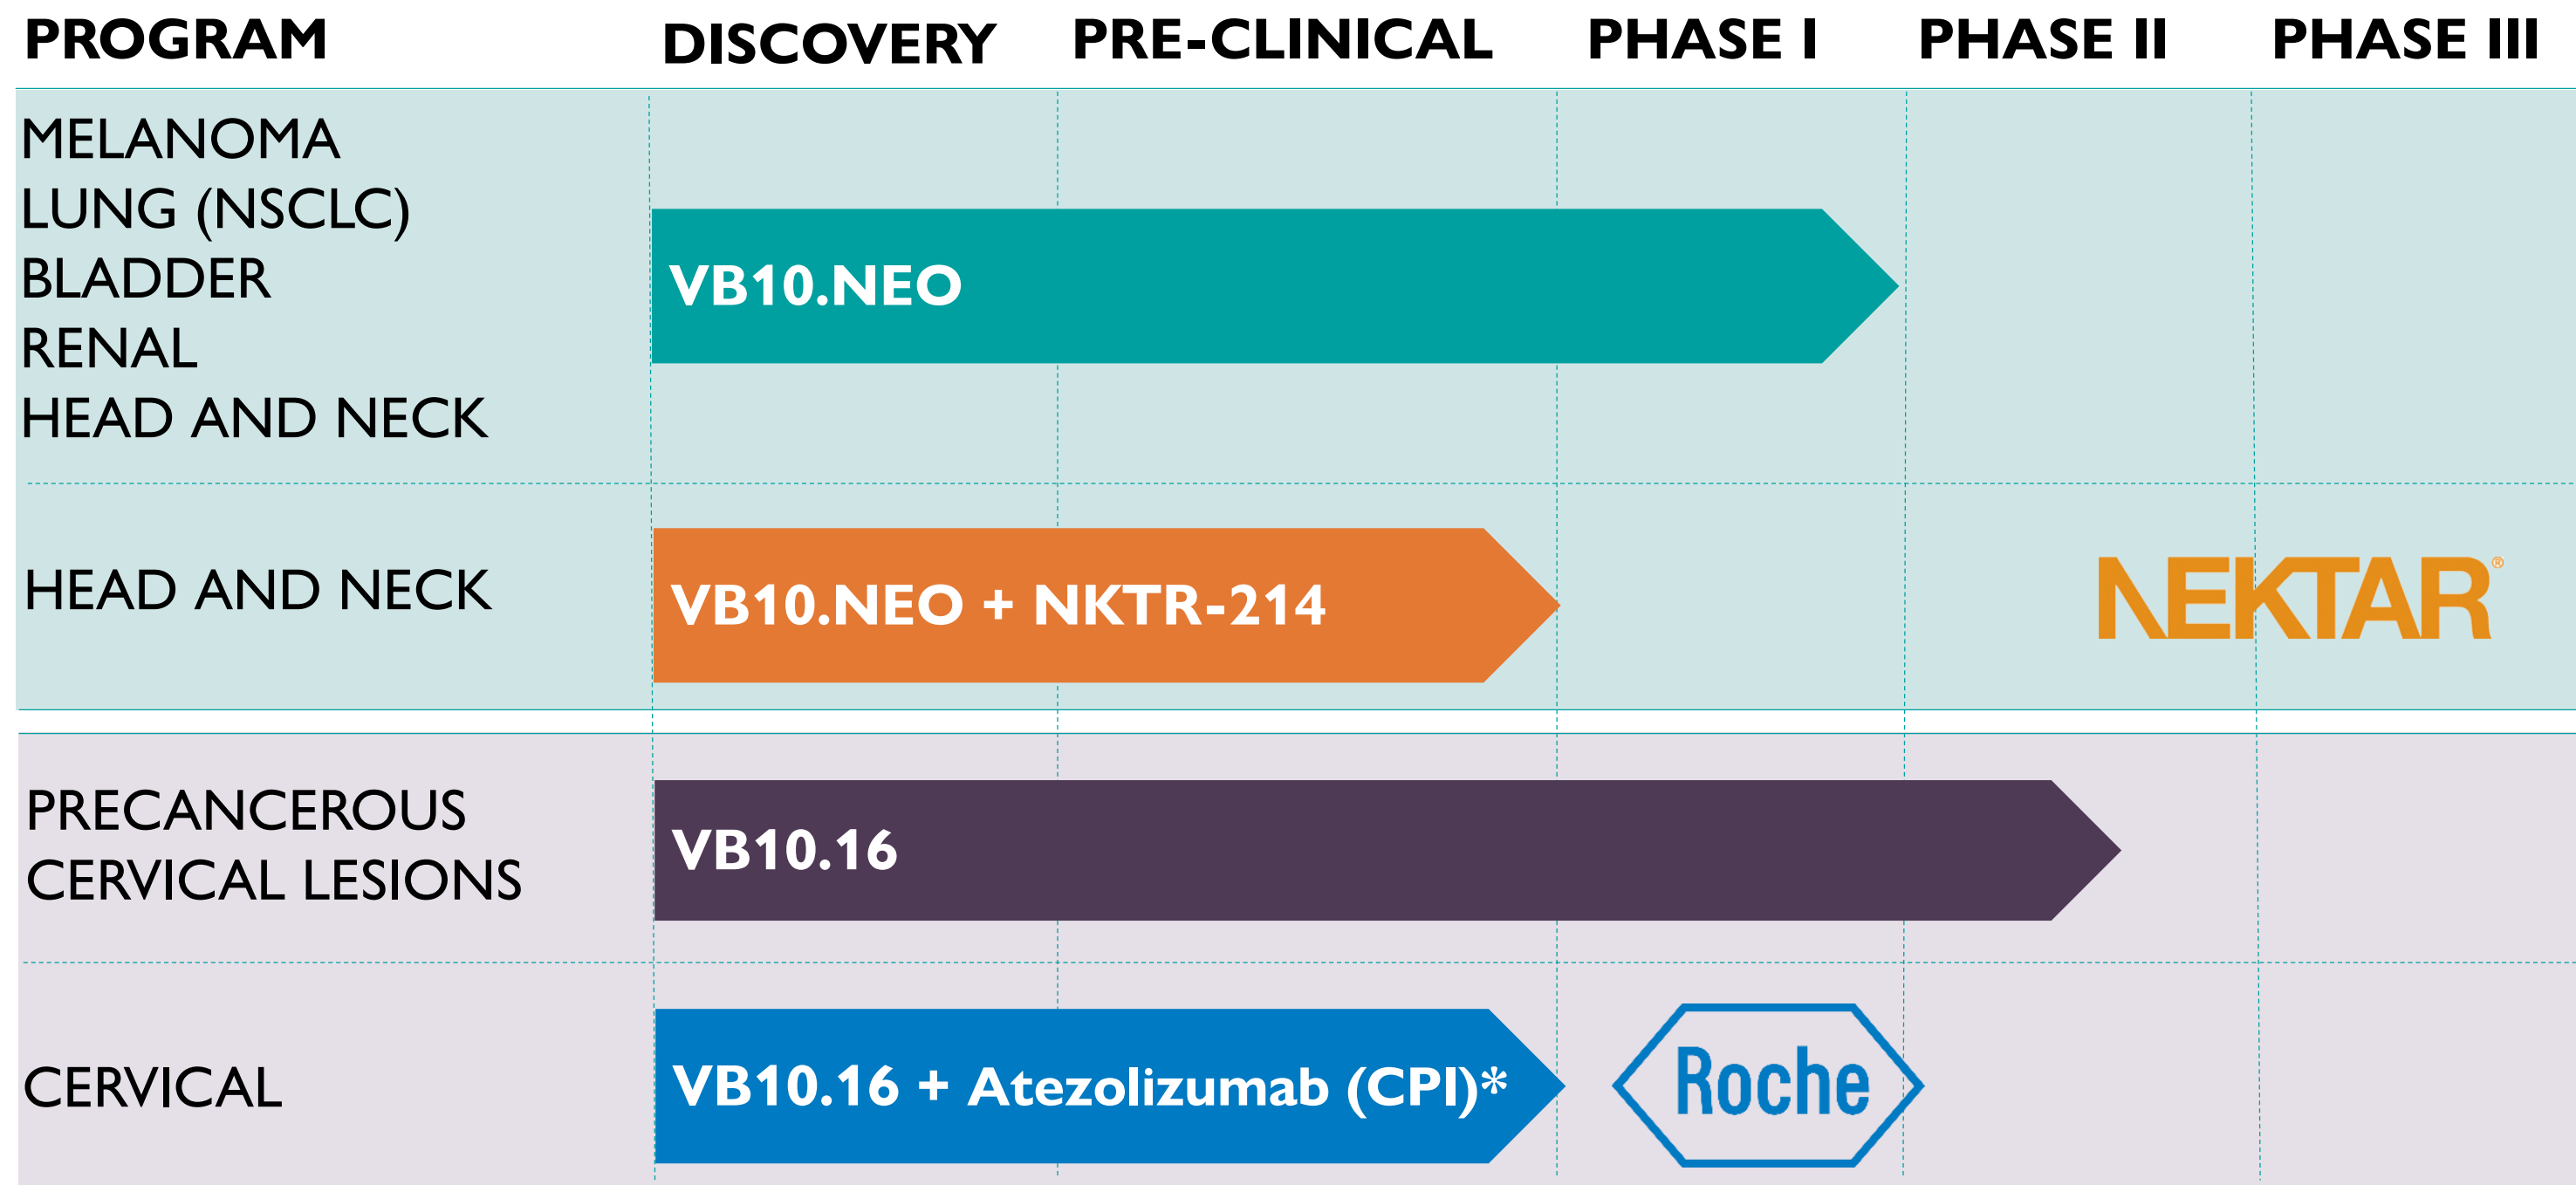 PROGRAM DISCOVERY PRE-CLINICAL PHASE I PHASE II PHASE III
MELANOMA
LUNG (NSCLC)
BLADDER
RENAL
HEAD AND NECK
VB10.NEO
HEAD AND NECK
VB10.NEO + NKTR-214
NEKTAR®
PRECANCEROUS
CERVICAL LESIONS
VB10.16
CERVICAL
VB10.16 + Atezolizumab (CPI)*
Roche